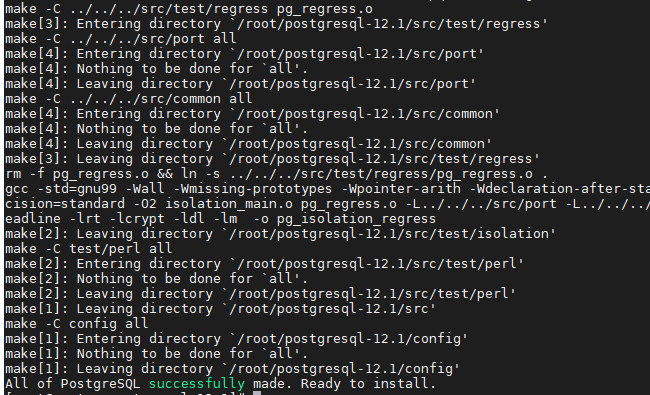 make -C ../../../src/test/regress pg_regress.o
make[3]: Entering directory `/root/postgresql-12.1/src/test/regress'
make -C ../../../src/port all
make[4]: Entering directory `/root/postgresql-12.1/src/port'
make[4]: Nothing to be done for `all'.
make[4]: Leaving directory `/root/postgresql-12.1/src/port'
make -C ../../../src/common all
make[4]: Entering directory `/root/postgresql-12.1/src/common'
make[4]: Nothing to be done for `all'.
make[4]: Leaving directory `/root/postgresql-12.1/src/common'
make[3]: Leaving directory `/root/postgresql-12.1/src/test/regress'
rm -f pg_regress.o && ln -s ../../../src/test/regress/pg_regress.o .
gcc -std=gnu99 -Wall -Wmissing-prototypes -Wpointer-arith -Wdeclaration-after-sta
cision=standard -O2 isolation_main.o pg_regress.o -L../../../src/port -L../../../
eadline -lrt -lcrypt -ldl -lm  -o pg_isolation_regress
make[2]: Leaving directory `/root/postgresql-12.1/src/test/isolation'
make -C test/perl all
make[2]: Entering directory `/root/postgresql-12.1/src/test/perl'
make[2]: Nothing to be done for `all'.
make[2]: Leaving directory `/root/postgresql-12.1/src/test/perl'
make[1]: Leaving directory `/root/postgresql-12.1/src'
make -C config all
make[1]: Entering directory `/root/postgresql-12.1/config'
make[1]: Nothing to be done for `all'.
make[1]: Leaving directory `/root/postgresql-12.1/config'
All of PostgreSQL successfully made. Ready to install.